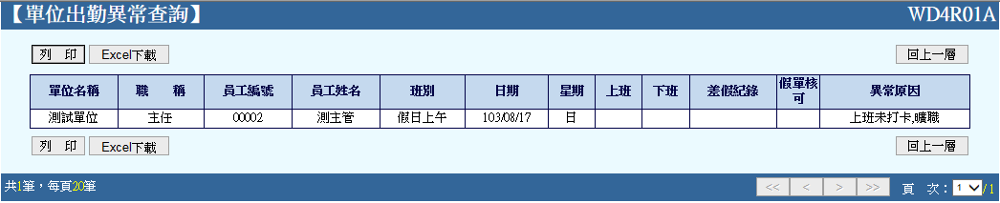 【單位出勤異常查詢】 WD4R01A
列 印 Excel下載 回上一層
單位名稱 職 稱 員工編號 員工姓名 班別 日期 星期 上班 下班 差假紀錄 假單核可 異常原因
測試單位 主任 00002 測主管 假日上午 103/08/17 日 上班未打卡,曠職
列 印 Excel下載 回上一層
共1筆，每頁20筆 << < > >> 頁 次：1 / 1